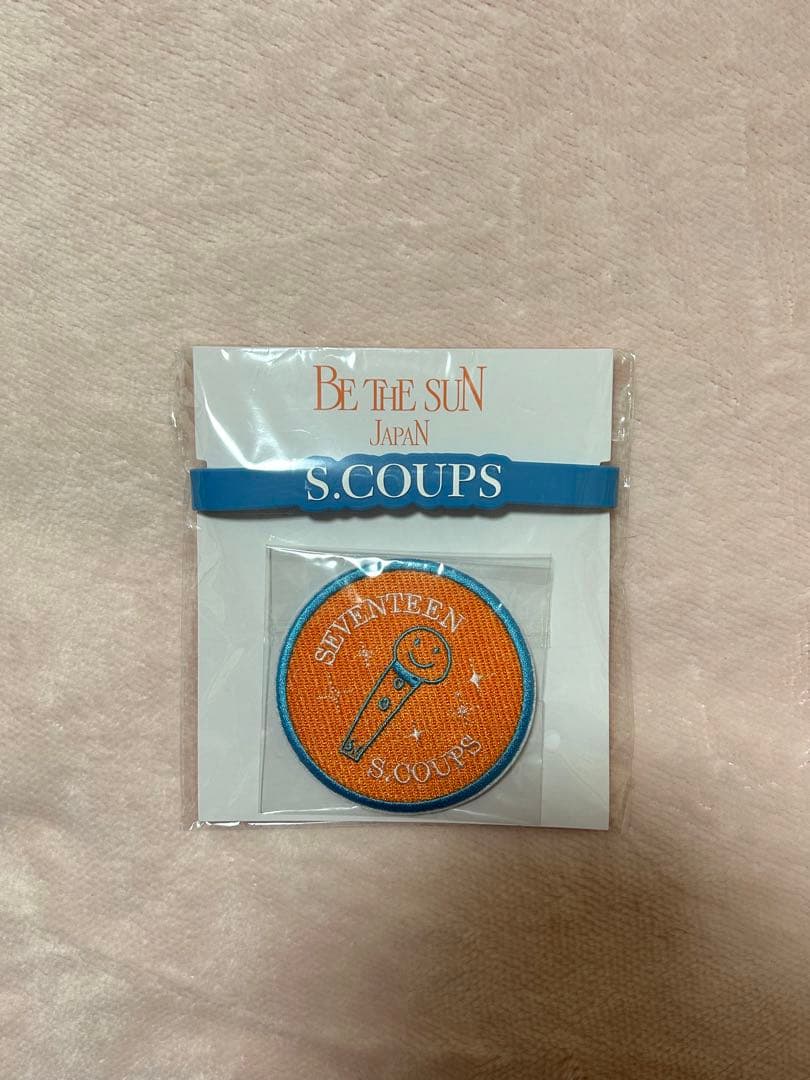 BE THE SUN
JAPAN
S.COUPS
SEVENTEEN
S.COUPS